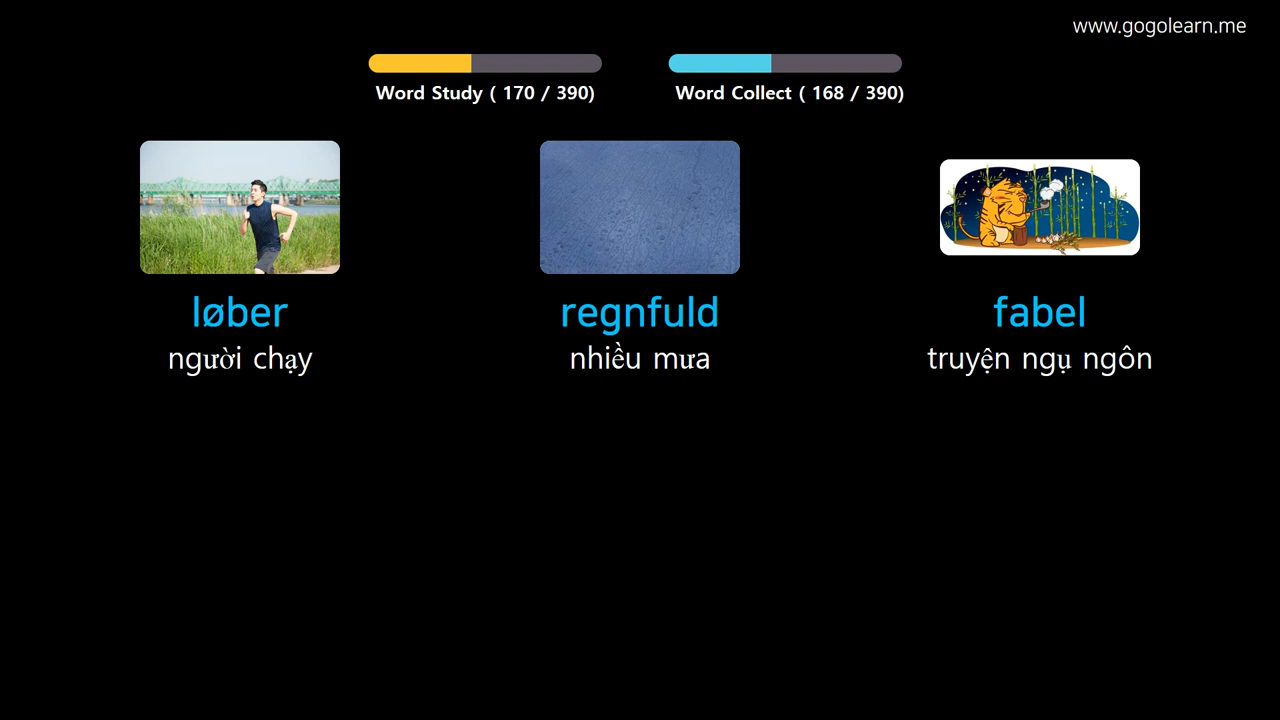 www.gogolearn.me
Word Study ( 170 / 390)
Word Collect ( 168 / 390)
løber
regnfuld
fabel
người chạy
nhiều mưa
truyện ngụ ngôn